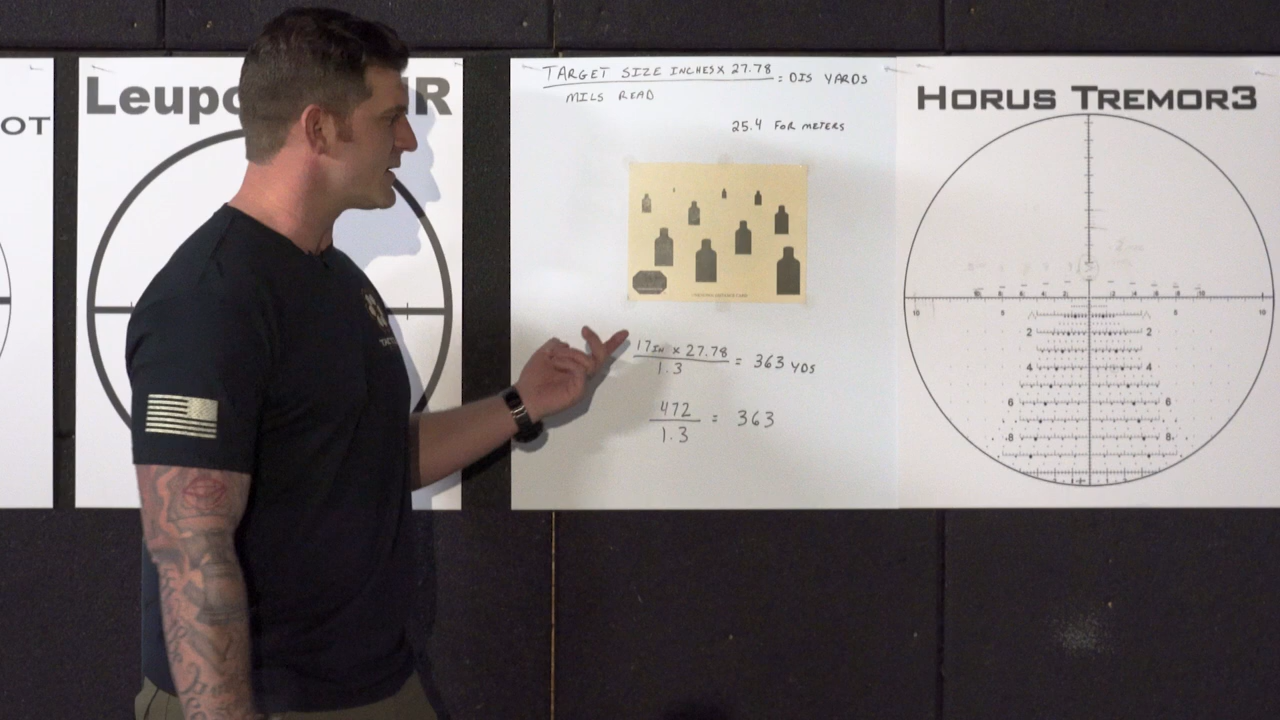 OT
Leupo R
TARGET SIZE INCHES X 27.78 = DIS YARDS
MILS READ
25.4 FOR METERS
17IN X 27.78 = 363 YDS
1.3
472 = 363
1.3
HORUS TREMOR3
10 5 5 10
2 2
4 4
6 6
8 8